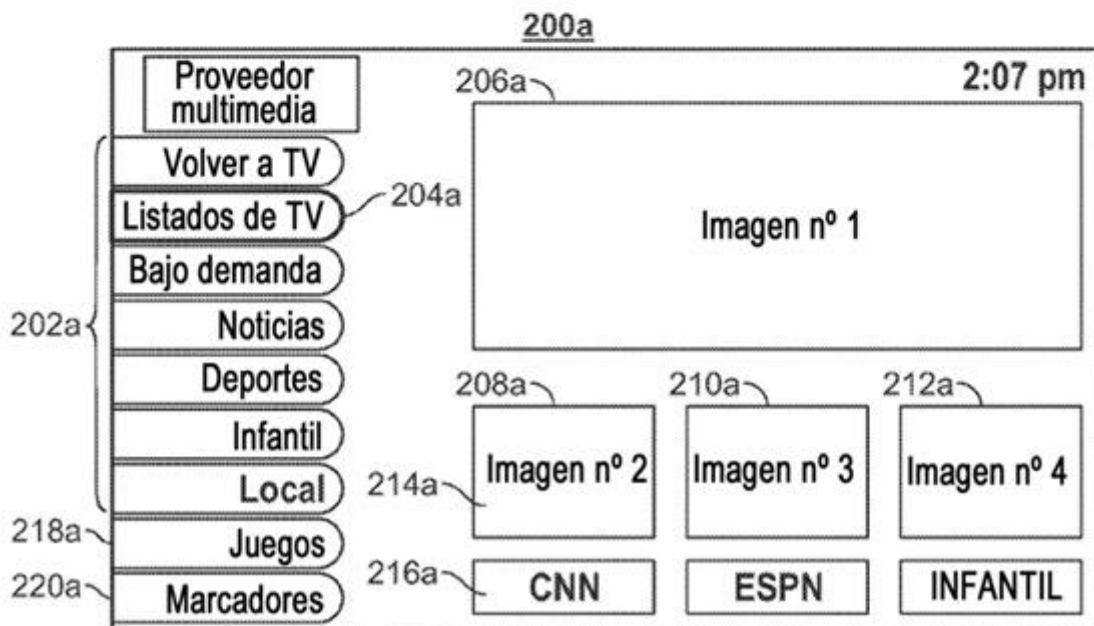 200a
Proveedor
multimedia
206a
2:07 pm
Volver a TV
Listados de TV
204a
Imagen nº 1
Bajo demanda
202a
Noticias
Deportes
208a
210a
212a
Infantil
Imagen nº 2
Imagen nº 3
Imagen nº 4
Local
214a
218a
Juegos
220a
Marcadores
216a
CNN
ESPN
INFANTIL